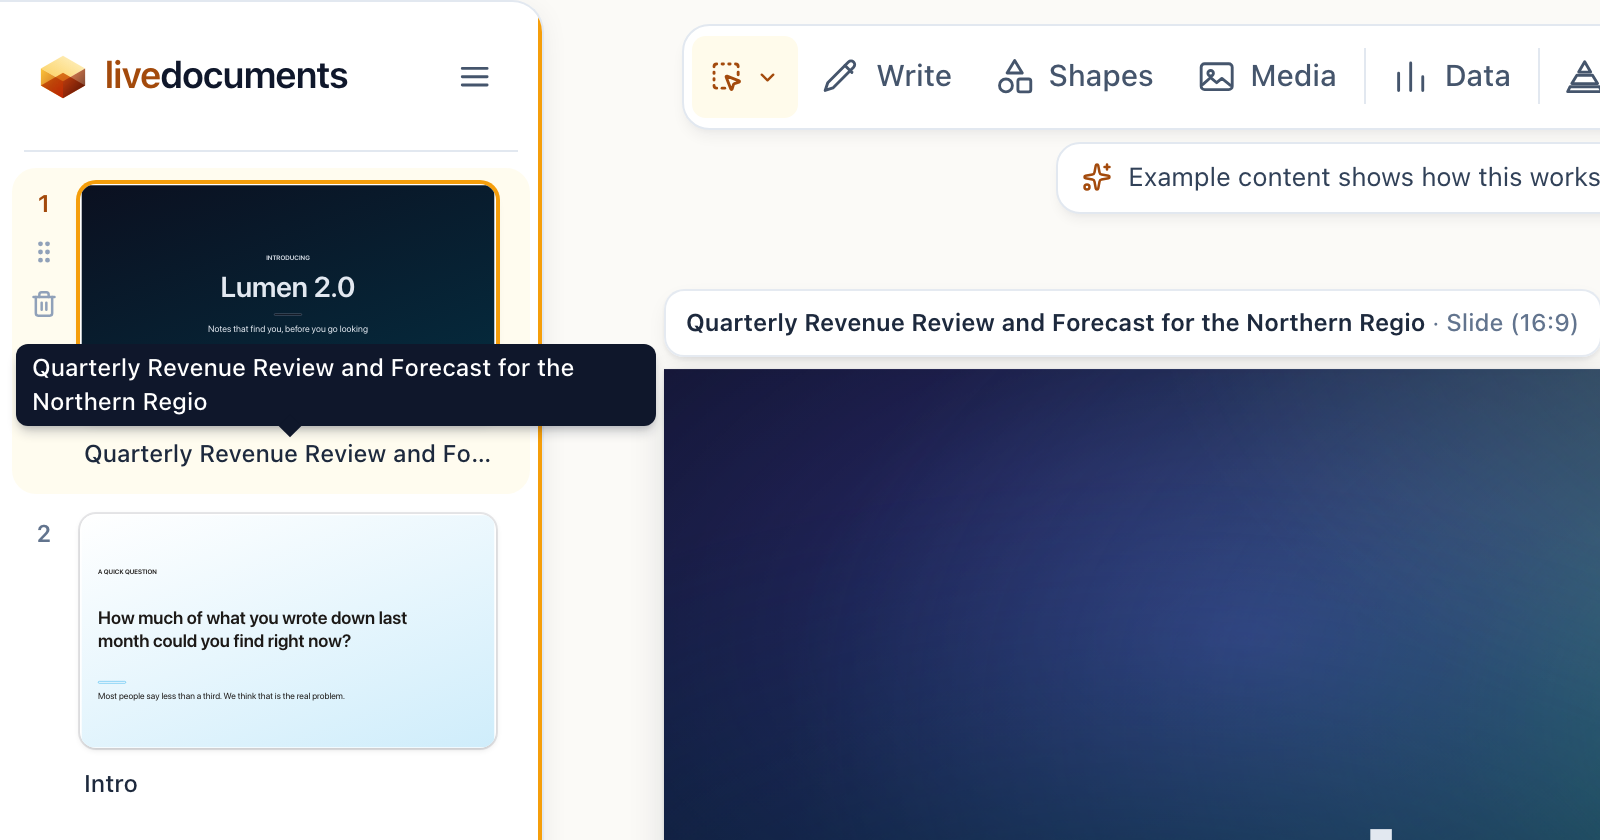 livedocuments
Write
Shapes
Media
Data
Example content shows how this works
1
INTRODUCING
Lumen 2.0
Notes that find you, before you go looking
Quarterly Revenue Review and Forecast for the
Northern Regio
Quarterly Revenue Review and Fo...
Quarterly Revenue Review and Forecast for the Northern Regio · Slide (16:9)
2
A QUICK QUESTION
How much of what you wrote down last
month could you find right now?
Most people say less than a third. We think that is the real problem.
Intro